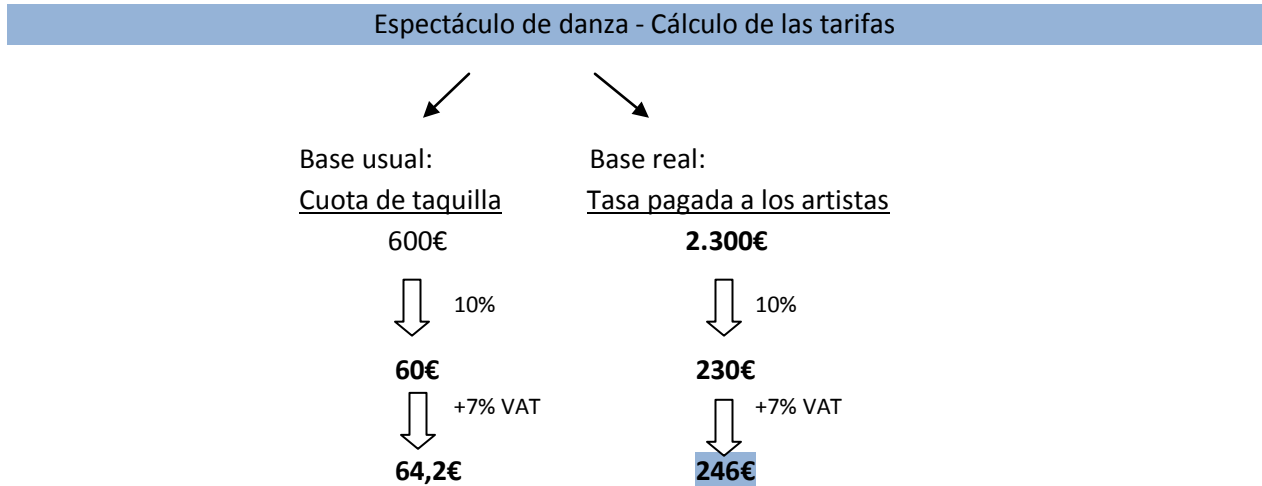 Espectáculo de danza - Cálculo de las tarifas
Base usual:
Cuota de taquilla
600€
10%
60€
+7% VAT
64,2€
Base real:
Tasa pagada a los artistas
2.300€
10%
230€
+7% VAT
246€